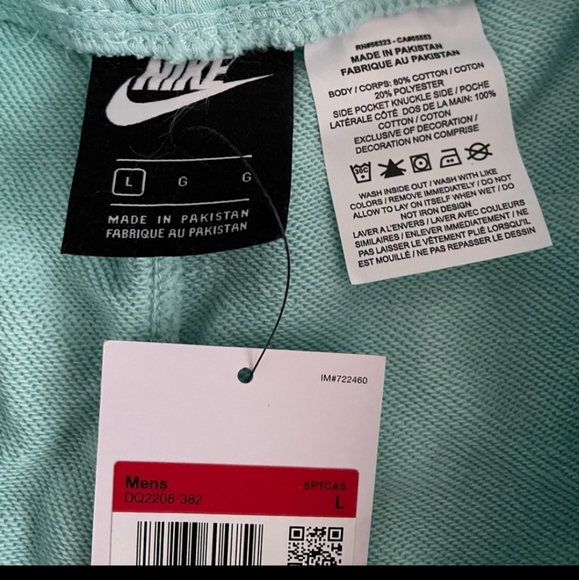 NIKE
L G G
MADE IN PAKISTAN
FABRIQUE AU PAKISTAN
RN#56323 - CA#05553
MADE IN PAKISTAN
FABRIQUE AU PAKISTAN
BODY / CORPS: 80% COTTON / COTON
20% POLYESTER
SIDE POCKET KNUCKLE SIDE / POCHE
LATÉRALE CÔTÉ DOS DE LA MAIN: 100%
COTTON / COTON
EXCLUSIVE OF DECORATION /
DECORATION NON COMPRISE
30C
WASH INSIDE OUT / WASH WITH LIKE
COLORS / REMOVE IMMEDIATELY / DO NOT
ALLOW TO LAY ON ITSELF WHEN WET / DO
NOT IRON DESIGN
LAVER A L'ENVERS / LAVER AVEC COULEURS
SIMILAIRES / ENLEVER IMMÉDIATEMENT / NE
PAS LAISSER LE VÊTEMENT PLIÉ LORSQU'IL
EST MOUILLÉ / NE PAS REPASSER LE DESSIN
IM#722460
Mens 5PTCAS
DQ2208-382 L